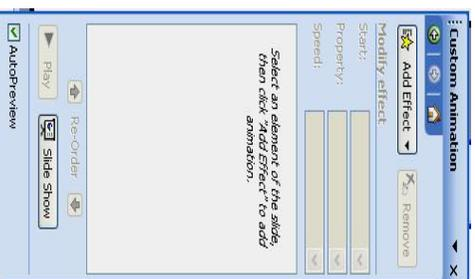 Custom Animation
Add Effect Remove
Modify effect
Start:
Property:
Speed:
Select an element of the slide,
then click "Add Effect" to add
animation.
Re-Order
Play Slide Show
AutoPreview